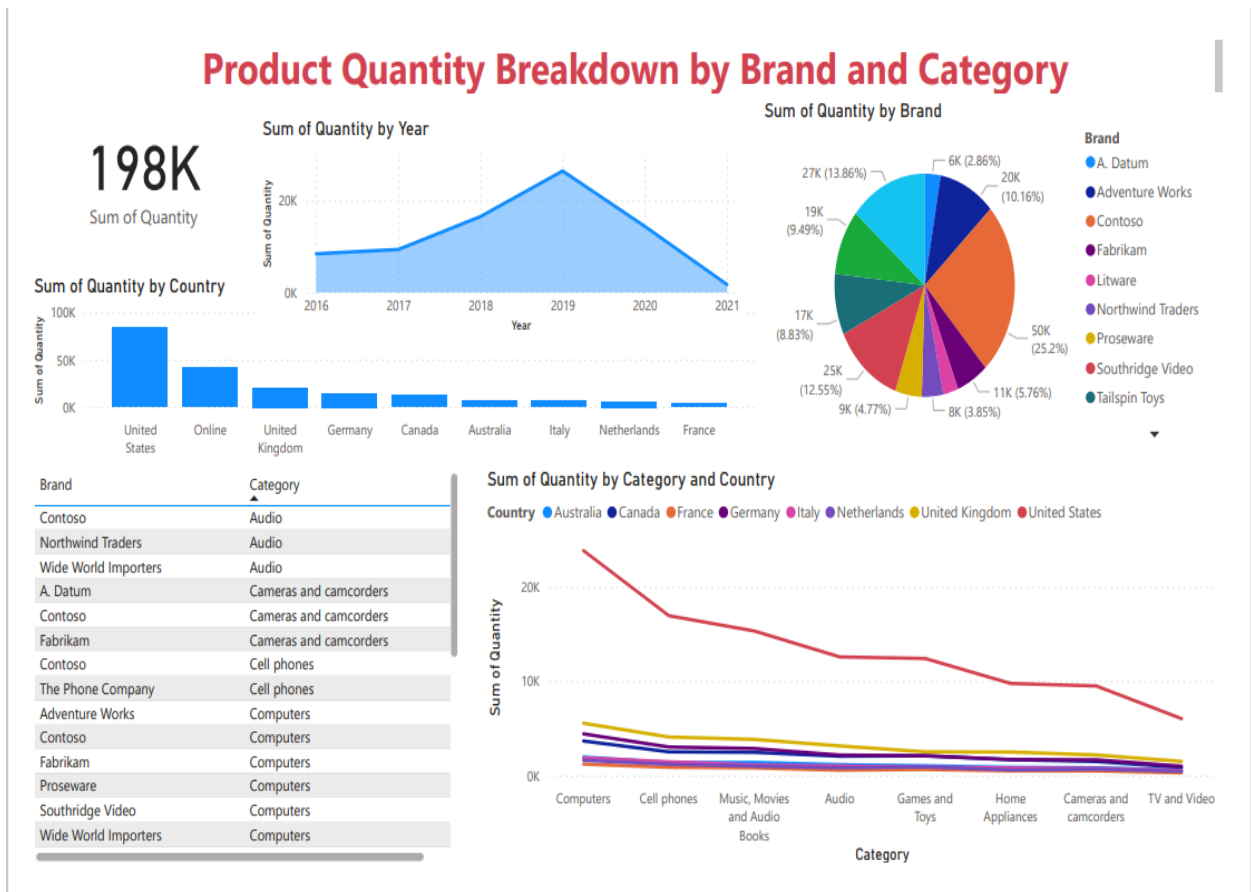 Product Quantity Breakdown by Brand and Category
198K
Sum of Quantity
Sum of Quantity by Year
Sum of Quantity
20K
0K
2016 2017 2018 2019 2020 2021
Year
Sum of Quantity by Brand
6K (2.86%)
20K
(10.16%)
50K
(25.2%)
11K (5.76%)
8K (3.85%)
9K (4.77%)
25K
(12.55%)
17K
(8.83%)
19K
(9.49%)
27K (13.86%)
Brand
A. Datum
Adventure Works
Contoso
Fabrikam
Litware
Northwind Traders
Proseware
Southridge Video
Tailspin Toys
Sum of Quantity by Country
Sum of Quantity
100K
50K
0K
United States
Online
United Kingdom
Germany
Canada
Australia
Italy
Netherlands
France
Brand Category
Contoso Audio
Northwind Traders Audio
Wide World Importers Audio
A. Datum Cameras and camcorders
Contoso Cameras and camcorders
Fabrikam Cameras and camcorders
Contoso Cell phones
The Phone Company Cell phones
Adventure Works Computers
Contoso Computers
Fabrikam Computers
Proseware Computers
Southridge Video Computers
Wide World Importers Computers
Sum of Quantity by Category and Country
Country Australia Canada France Germany Italy Netherlands United Kingdom United States
Sum of Quantity
20K
10K
0K
Computers
Cell phones
Music, Movies and Audio Books
Audio
Games and Toys
Home Appliances
Cameras and camcorders
TV and Video
Category